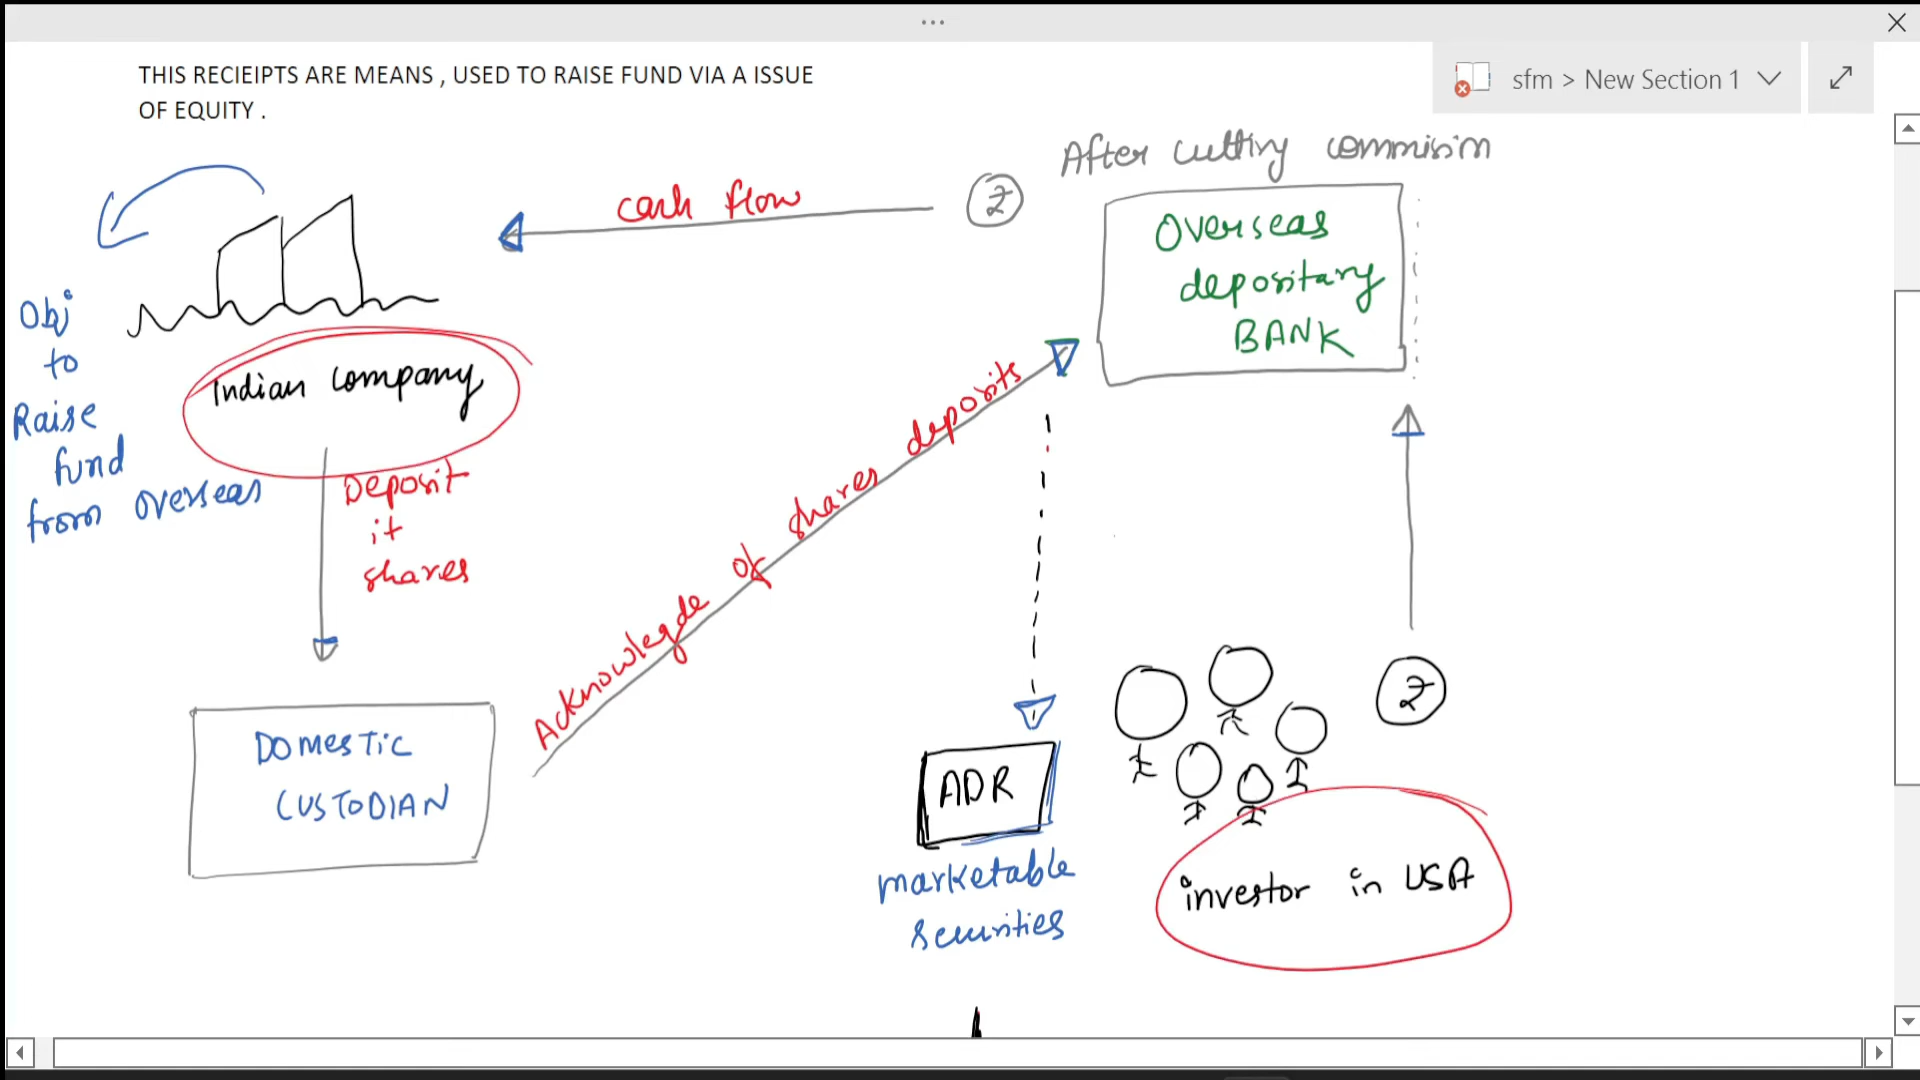 THIS RECIEIPTS ARE MEANS , USED TO RAISE FUND VIA A ISSUE
OF EQUITY .
sfm > New Section 1
After cutting commision
cash flow
₹
Overseas
depositary
BANK
Obj
to
Raise
fund
from overseas
Indian company
Deposit
it
shares
Acknowlegde of shares deposits
DOMESTIC
CUSTODIAN
ADR
marketable
securities
₹
investor in USA